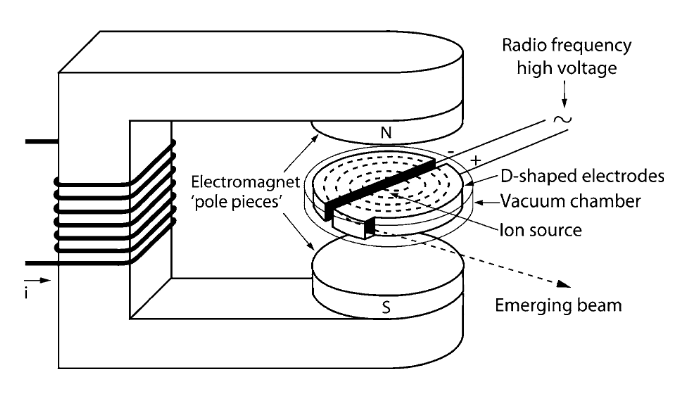 Radio frequency
high voltage
N
~
-
+
Electromagnet
'pole pieces'
D-shaped electrodes
Vacuum chamber
Ion source
i
Emerging beam
S